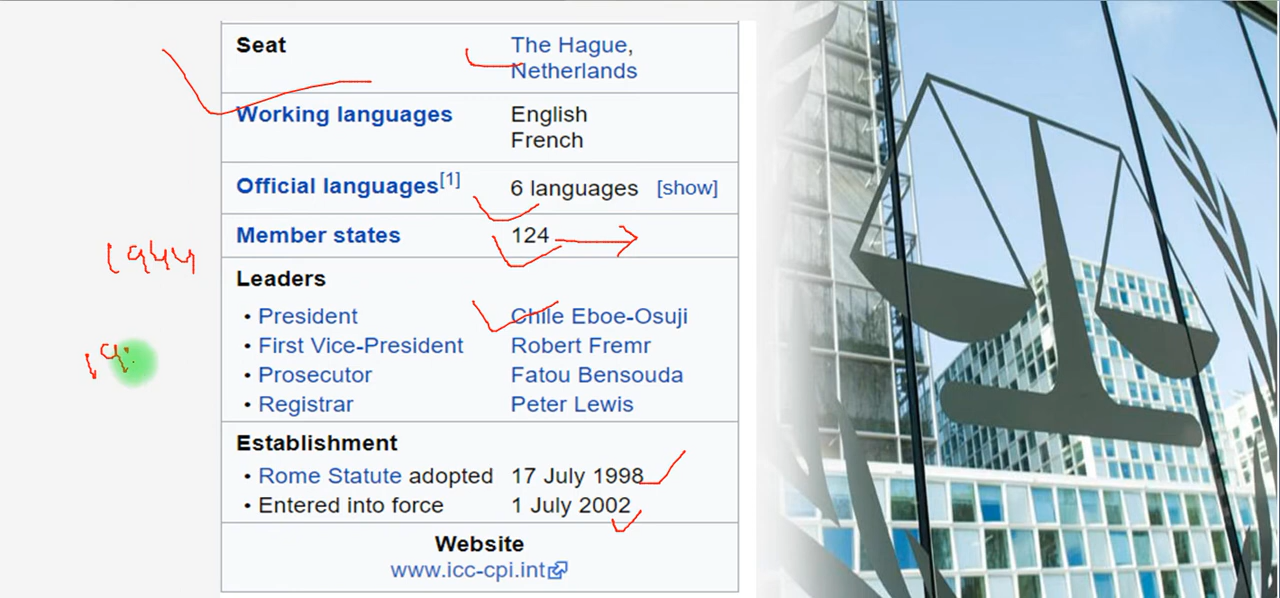 Seat The Hague,
Netherlands
Working languages English
French
Official languages[1] 6 languages [show]
Member states 124
1944
Leaders
• President Chile Eboe-Osuji
• First Vice-President Robert Fremr
19
• Prosecutor Fatou Bensouda
• Registrar Peter Lewis
Establishment
• Rome Statute adopted 17 July 1998
• Entered into force 1 July 2002
Website
www.icc-cpi.int